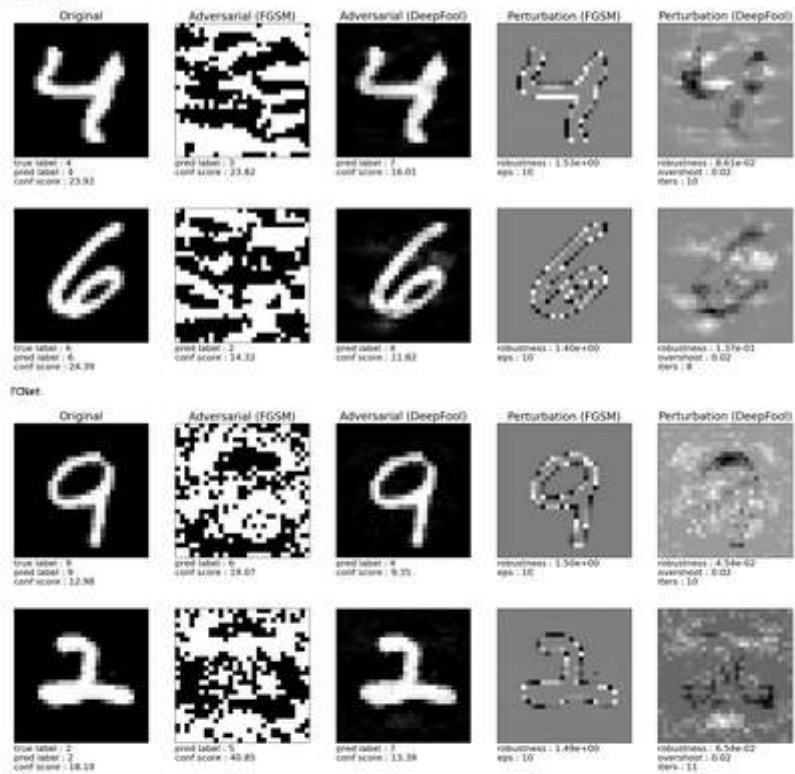 Original Adversarial (FGSM) Adversarial (DeepFool) Perturbation (FGSM) Perturbation (DeepFool)
true label : 4 pred label : 3 pred label : 7 robustness : 1.53e+00 robustness : 8.61e-02
pred label : 4 conf score : 23.82 conf score : 16.01 eps : 10 overshoot : 0.02
conf score : 23.92 iters : 10
true label : 6 pred label : 2 pred label : 4 robustness : 1.40e+00 robustness : 1.37e-01
pred label : 6 conf score : 14.32 conf score : 11.62 eps : 10 overshoot : 0.02
conf score : 24.39 iters : 8
Original Adversarial (FGSM) Adversarial (DeepFool) Perturbation (FGSM) Perturbation (DeepFool)
true label : 9 pred label : 6 pred label : 4 robustness : 1.50e+00 robustness : 4.54e-02
pred label : 9 conf score : 19.07 conf score : 9.35 eps : 10 overshoot : 0.02
conf score : 12.98 iters : 10
true label : 2 pred label : 5 pred label : 7 robustness : 1.49e+00 robustness : 6.54e-02
pred label : 2 conf score : 40.85 conf score : 13.39 eps : 10 overshoot : 0.02
conf score : 18.10 iters : 11